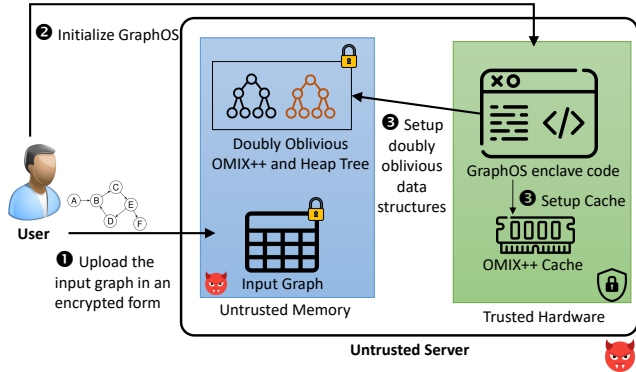 ❷ Initialize GraphOS
Doubly Oblivious
OMIX++ and Heap Tree
❸ Setup
doubly
oblivious
data
structures
GraphOS enclave code
❸ Setup Cache
OMIX++ Cache
A
B
C
D
E
F
User
❶ Upload the
input graph in an
encrypted form
Input Graph
Untrusted Memory
Trusted Hardware
Untrusted Server